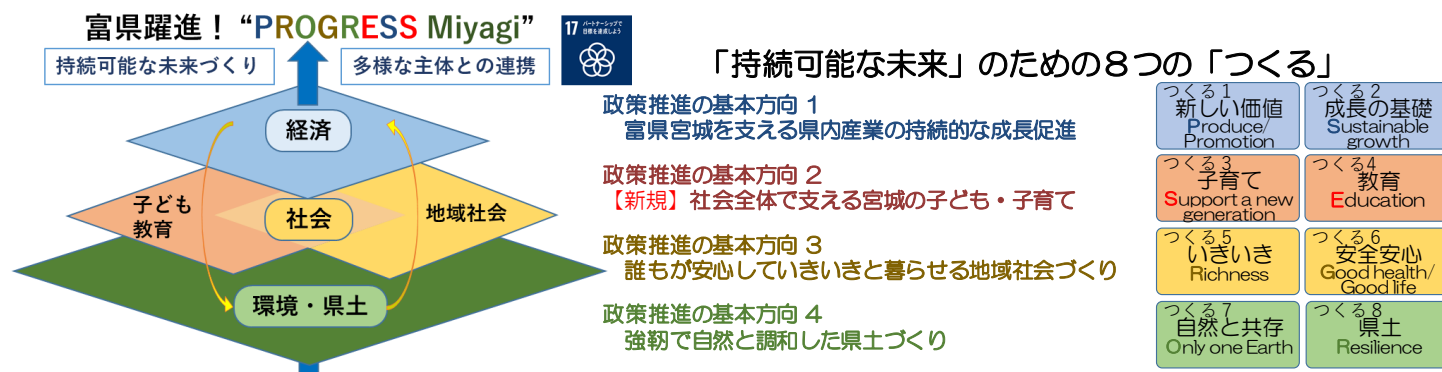 富県躍進！“PROGRESS Miyagi”
持続可能な未来づくり
多様な主体との連携
17 パートナーシップで
目標を達成しよう
経済
子ども
教育
社会
地域社会
環境・県土
「持続可能な未来」のための８つの「つくる」
政策推進の基本方向 1
富県宮城を支える県内産業の持続的な成長促進
政策推進の基本方向 2
【新規】社会全体で支える宮城の子ども・子育て
政策推進の基本方向 3
誰もが安心していきいきと暮らせる地域社会づくり
政策推進の基本方向 4
強靭で自然と調和した県土づくり
つくる 1
新しい価値
Produce/
Promotion
つくる 2
成長の基礎
Sustainable
growth
つくる 3
子育て
Support a new
generation
つくる4
教育
Education
つくる 5
いきいき
Richness
つくる 6
安全安心
Good health/
Good life
つくる 7
自然と共存
Only one Earth
つくる 8
県土
Resilience